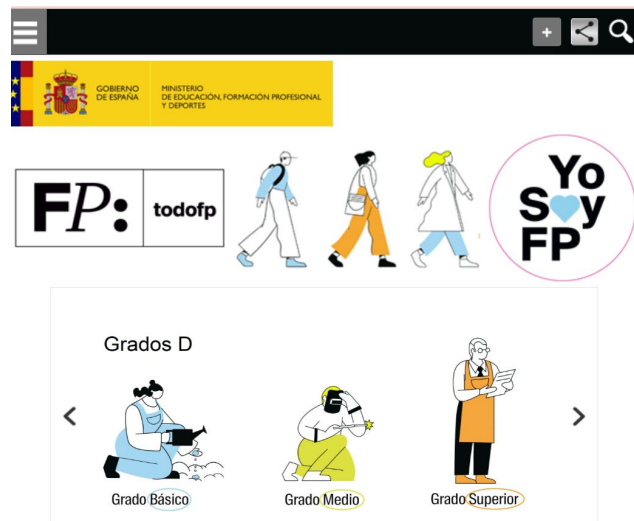 +
GOBIERNO
DE ESPAÑA
MINISTERIO
DE EDUCACIÓN, FORMACIÓN PROFESIONAL
Y DEPORTES
FP:
todofp
Yo
Soy
FP
Grados D
Grado Básico
Grado Medio
Grado Superior